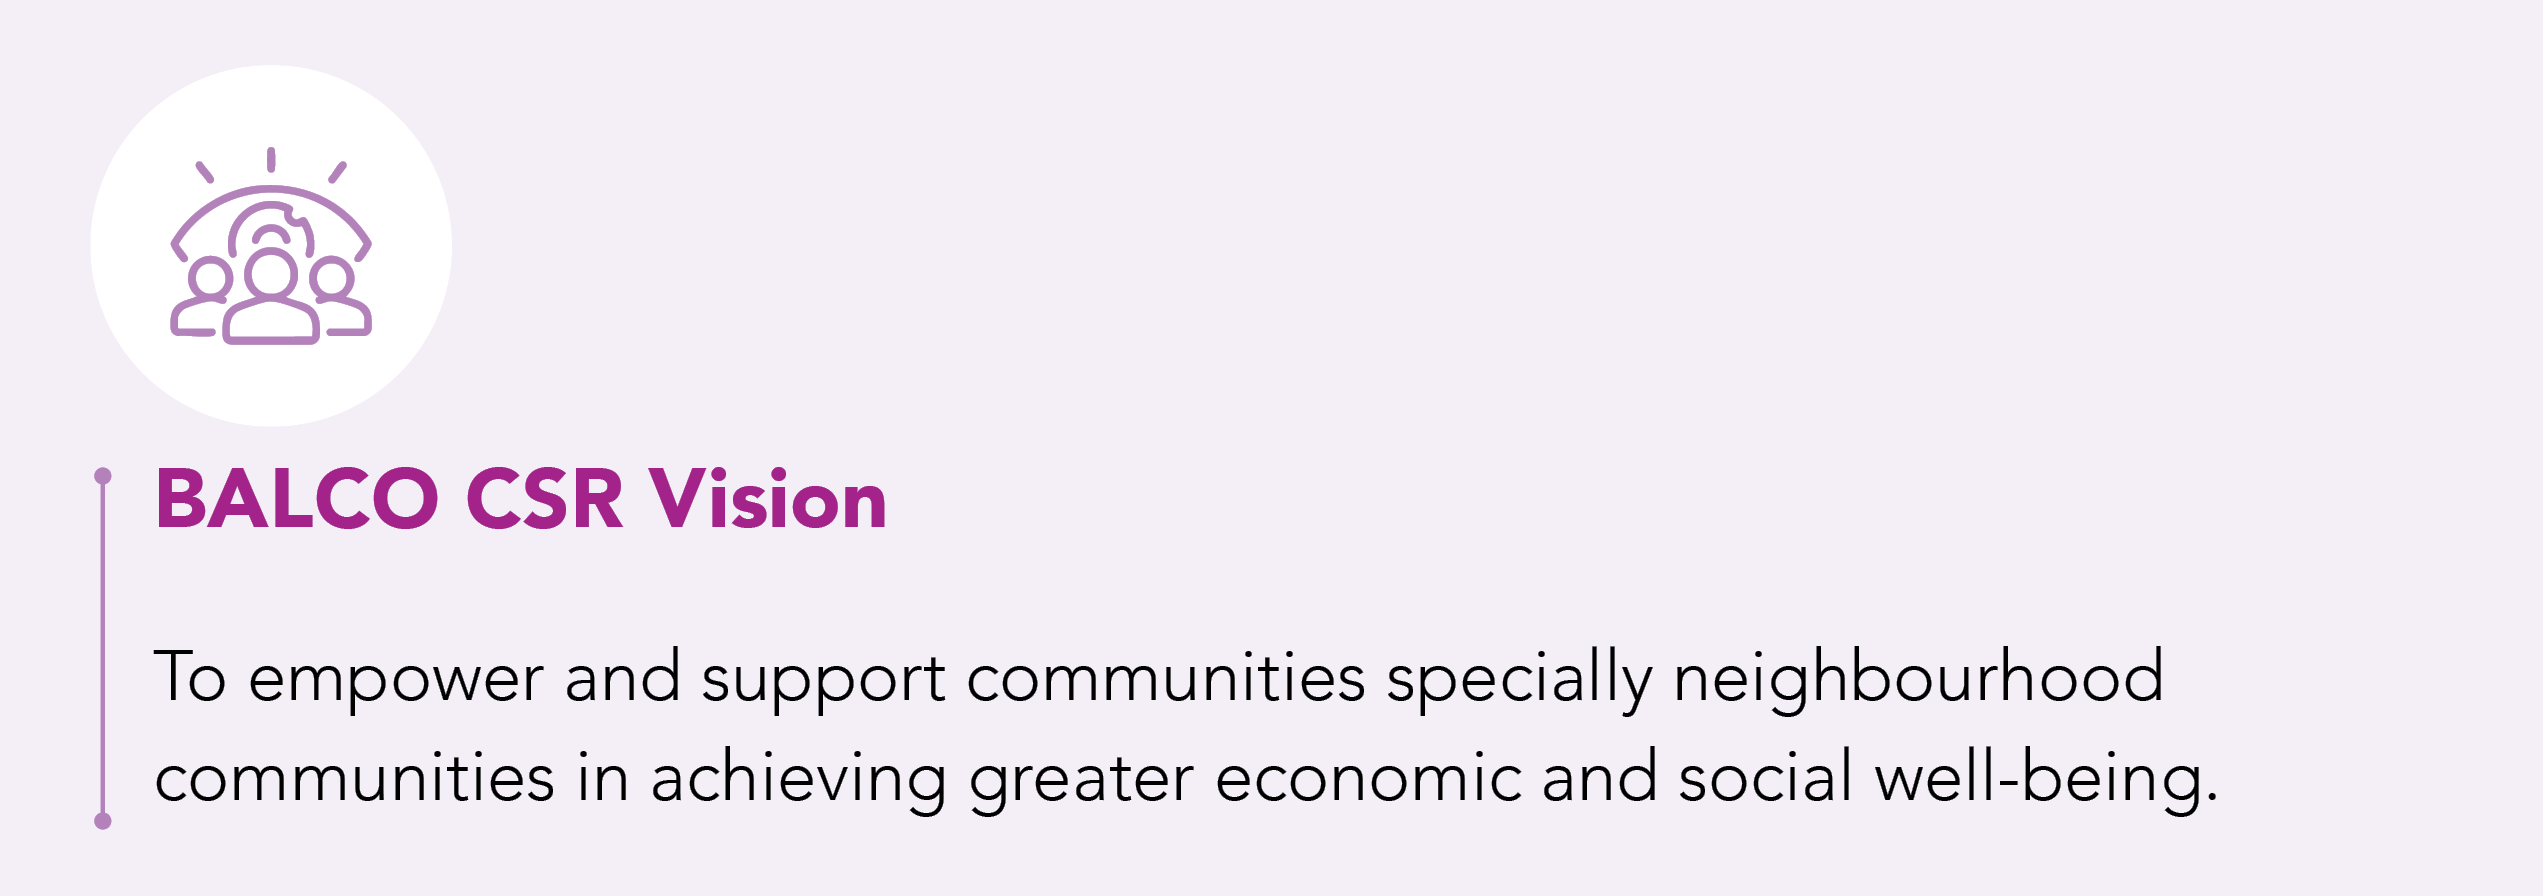 BALCO CSR Vision
To empower and support communities specially neighbourhood
communities in achieving greater economic and social well-being.